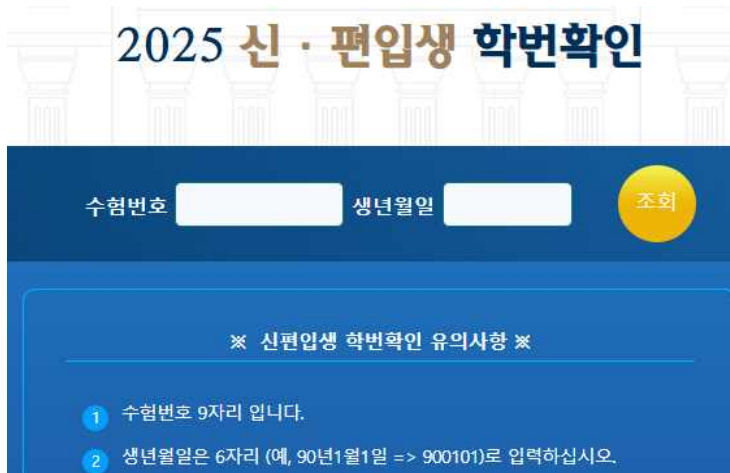 2025 신 · 편입생 학번확인
수험번호 생년월일 조회
※ 신편입생 학번확인 유의사항 ※
1 수험번호 9자리 입니다.
2 생년월일은 6자리 (예, 90년1월1일 => 900101)로 입력하십시오.